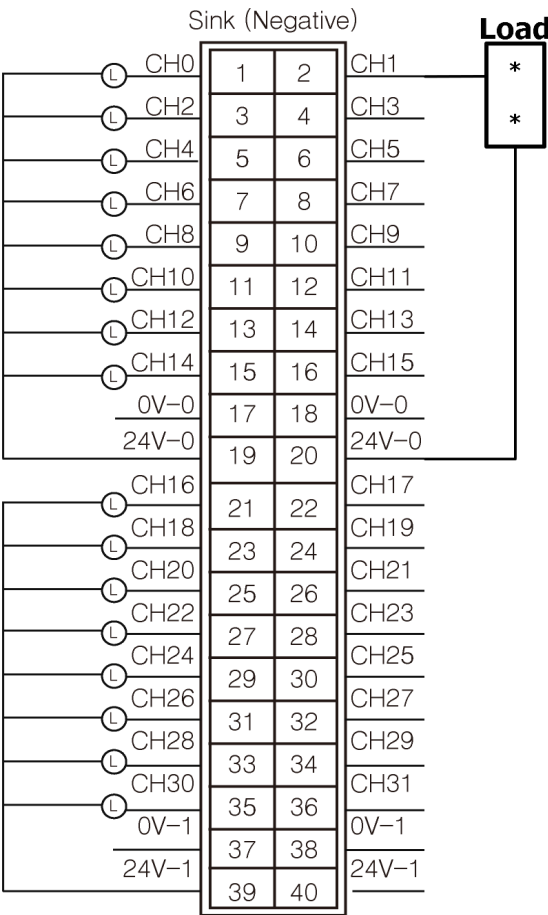 Sink (Negative)
Load
CH0 1 2 CH1 *
L
CH2 3 4 CH3 *
L
CH4 5 6 CH5
L
CH6 7 8 CH7
L
CH8 9 10 CH9
L
CH10 11 12 CH11
L
CH12 13 14 CH13
L
CH14 15 16 CH15
L
0V-0 17 18 0V-0
24V-0 19 20 24V-0
CH16 21 22 CH17
L
CH18 23 24 CH19
L
CH20 25 26 CH21
L
CH22 27 28 CH23
L
CH24 29 30 CH25
L
CH26 31 32 CH27
L
CH28 33 34 CH29
L
CH30 35 36 CH31
L
0V-1 37 38 0V-1
24V-1 39 40 24V-1